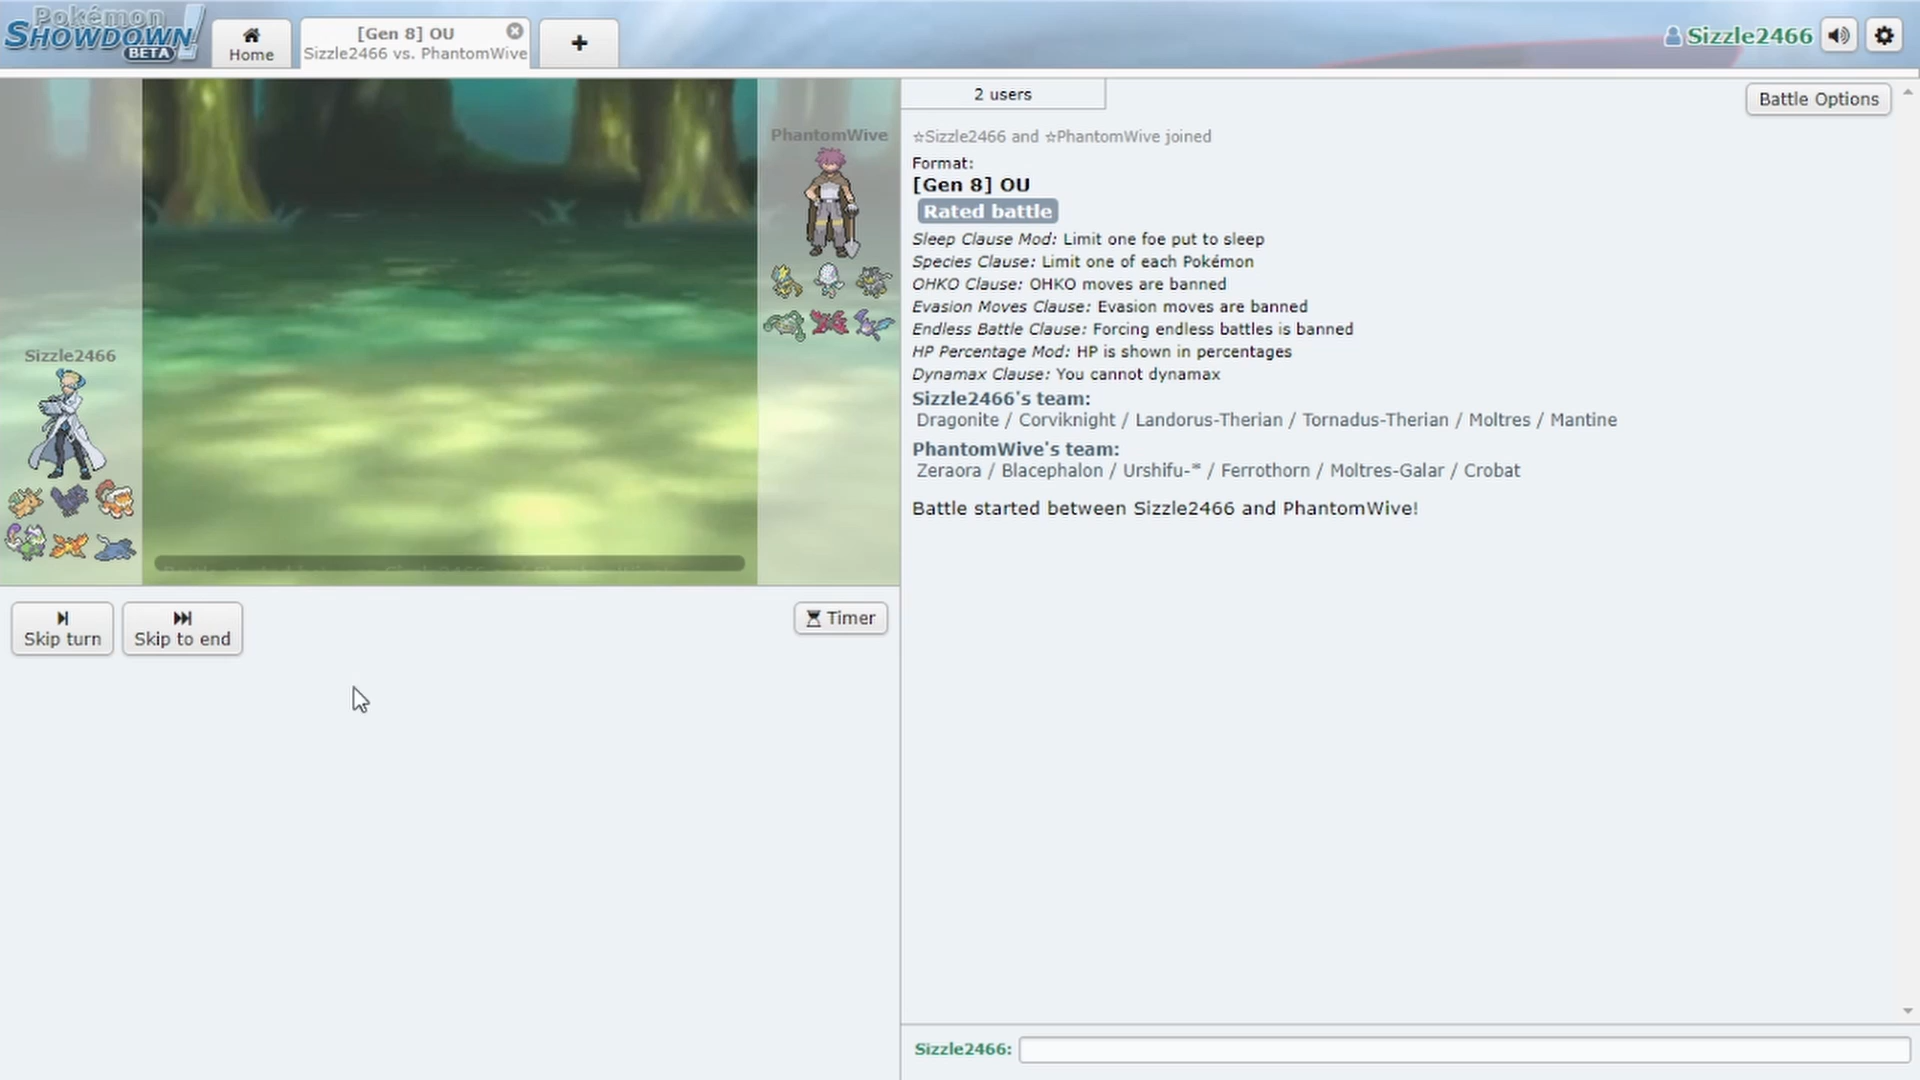 Pokémon
SHOWDOWN!
BETA
Home
[Gen 8] OU
Sizzle2466 vs. PhantomWive
Sizzle2466
PhantomWive
Sizzle2466
Skip turn
Skip to end
Timer
2 users
Battle Options
☆Sizzle2466 and ☆PhantomWive joined
Format:
[Gen 8] OU
Rated battle
Sleep Clause Mod: Limit one foe put to sleep
Species Clause: Limit one of each Pokémon
OHKO Clause: OHKO moves are banned
Evasion Moves Clause: Evasion moves are banned
Endless Battle Clause: Forcing endless battles is banned
HP Percentage Mod: HP is shown in percentages
Dynamax Clause: You cannot dynamax
Sizzle2466's team:
Dragonite / Corviknight / Landorus-Therian / Tornadus-Therian / Moltres / Mantine
PhantomWive's team:
Zeraora / Blacephalon / Urshifu-* / Ferrothorn / Moltres-Galar / Crobat
Battle started between Sizzle2466 and PhantomWive!
Sizzle2466: